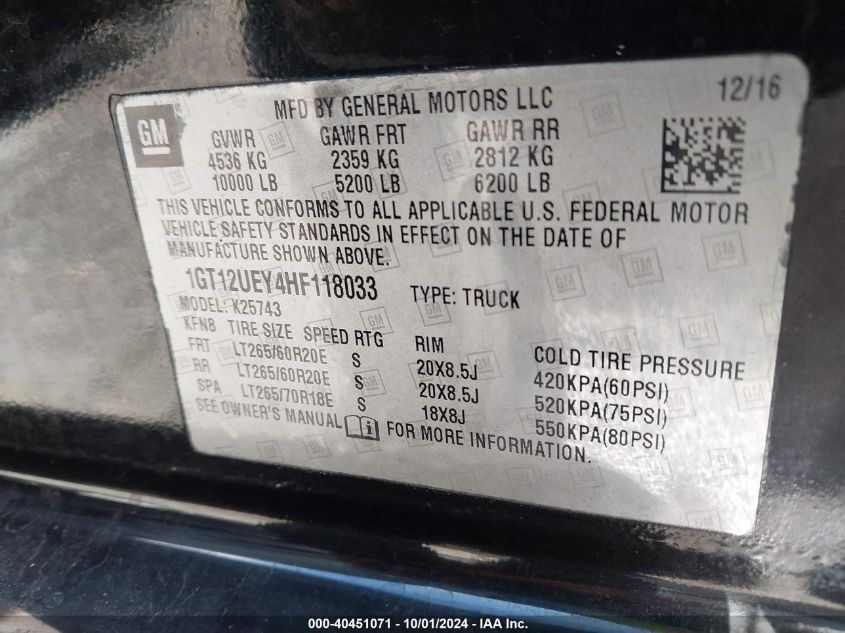 MFD BY GENERAL MOTORS LLC 12/16
GM
GVWR GAWR FRT GAWR RR
4536 KG 2359 KG 2812 KG
10000 LB 5200 LB 6200 LB
THIS VEHICLE CONFORMS TO ALL APPLICABLE U.S. FEDERAL MOTOR
VEHICLE SAFETY STANDARDS IN EFFECT ON THE DATE OF
MANUFACTURE SHOWN ABOVE.
1GT12UEY4HF118033 TYPE: TRUCK
MODEL: K25743
KFN8 TIRE SIZE SPEED RTG RIM COLD TIRE PRESSURE
FRT LT265/60R20E S 20X8.5J 420KPA(60PSI)
RR LT265/60R20E S 20X8.5J 520KPA(75PSI)
SPA LT265/70R18E S 18X8J 550KPA(80PSI)
SEE OWNER'S MANUAL i FOR MORE INFORMATION.
000-40451071 - 10/01/2024 - IAA Inc.